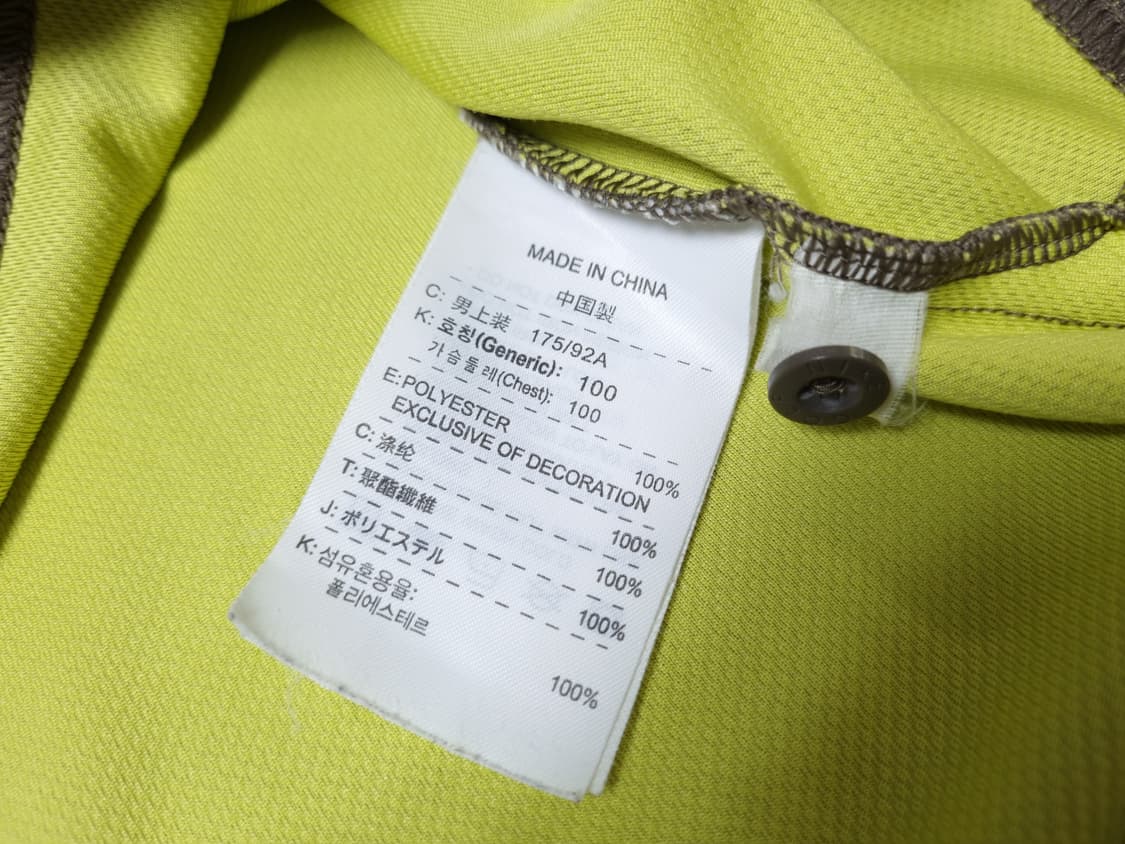 MADE IN CHINA
中国製
C: 男上装 175/92A
K: 호칭(Generic): 100
가슴둘레(Chest): 100
E:POLYESTER 100%
EXCLUSIVE OF DECORATION
C: 涤纶 100%
T: 聚酯纖維 100%
J: ポリエステル 100%
K: 섬유혼용율:
폴리에스테르 100%